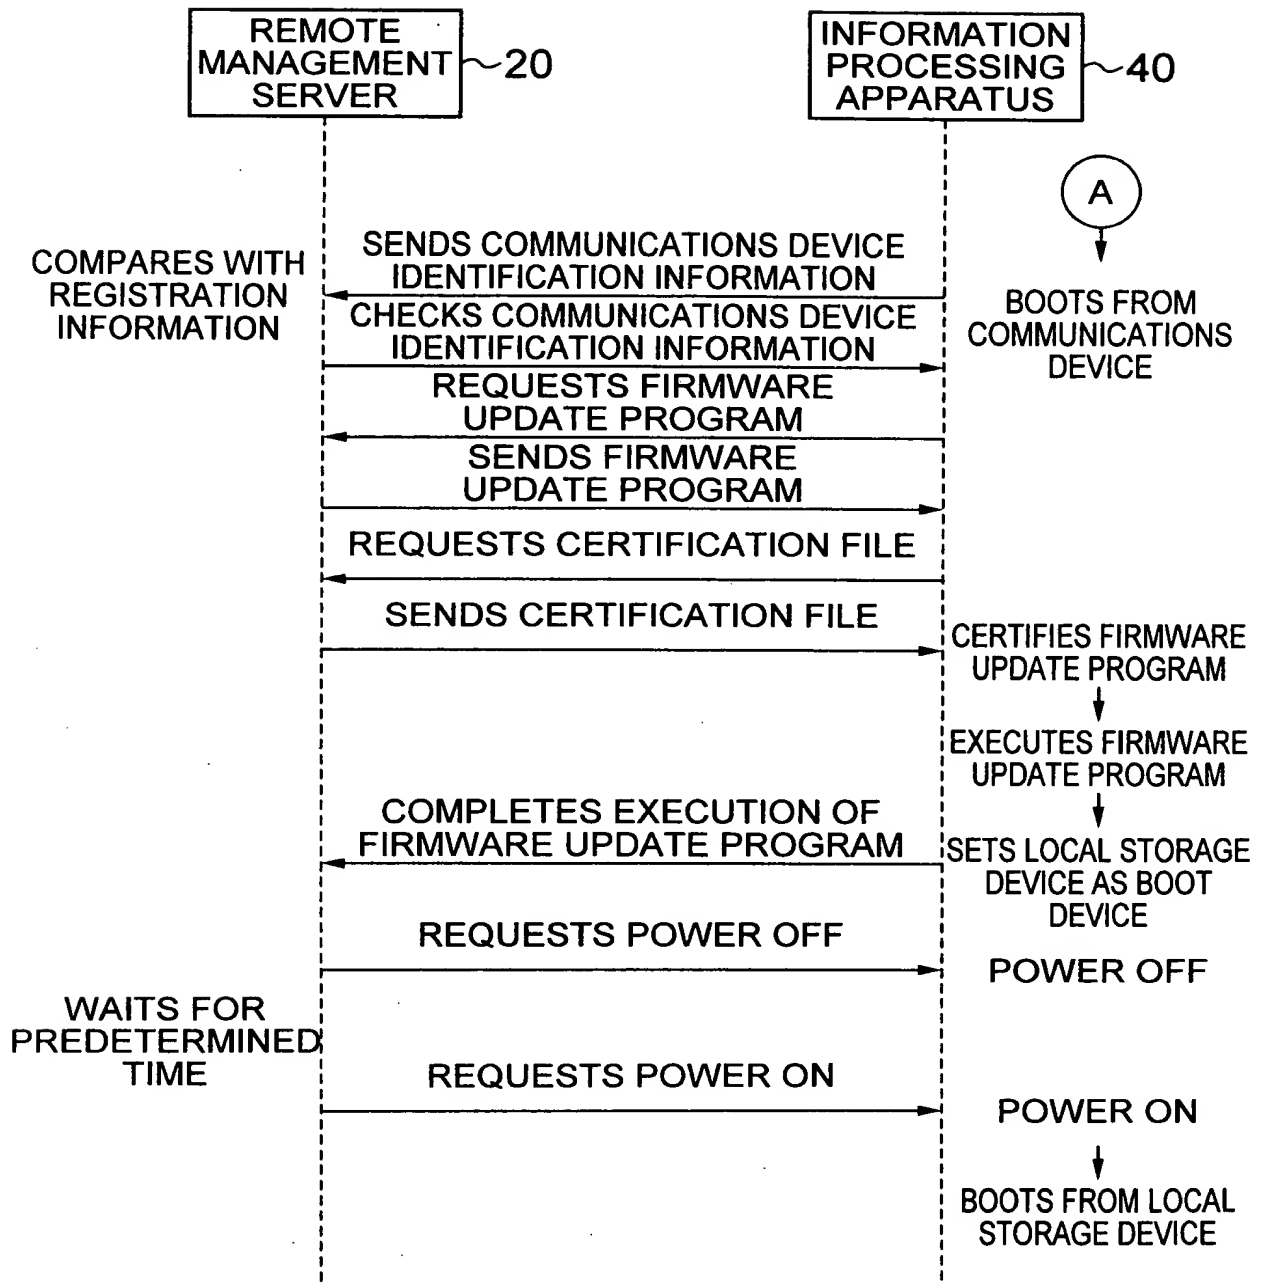 REMOTE
MANAGEMENT
SERVER
20
INFORMATION
PROCESSING
APPARATUS
40
A
SENDS COMMUNICATIONS DEVICE
IDENTIFICATION INFORMATION
COMPARES WITH
REGISTRATION
INFORMATION
BOOTS FROM
COMMUNICATIONS
DEVICE
CHECKS COMMUNICATIONS DEVICE
IDENTIFICATION INFORMATION
REQUESTS FIRMWARE
UPDATE PROGRAM
SENDS FIRMWARE
UPDATE PROGRAM
REQUESTS CERTIFICATION FILE
SENDS CERTIFICATION FILE
CERTIFIES FIRMWARE
UPDATE PROGRAM
EXECUTES FIRMWARE
UPDATE PROGRAM
COMPLETES EXECUTION OF
FIRMWARE UPDATE PROGRAM
SETS LOCAL STORAGE
DEVICE AS BOOT
DEVICE
REQUESTS POWER OFF
POWER OFF
WAITS FOR
PREDETERMINED
TIME
REQUESTS POWER ON
POWER ON
BOOTS FROM LOCAL
STORAGE DEVICE